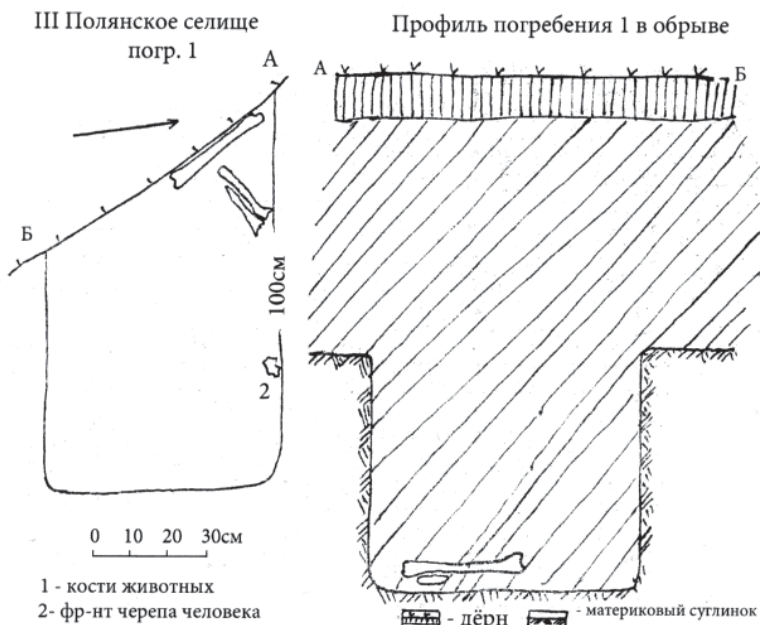 III Полянское селище
погр. 1
А
Б
100см
2
0 10 20 30см
1 - кости животных
2- фр-нт черепа человека
Профиль погребения 1 в обрыве
А
Б
- дёрн
- материковый суглинок